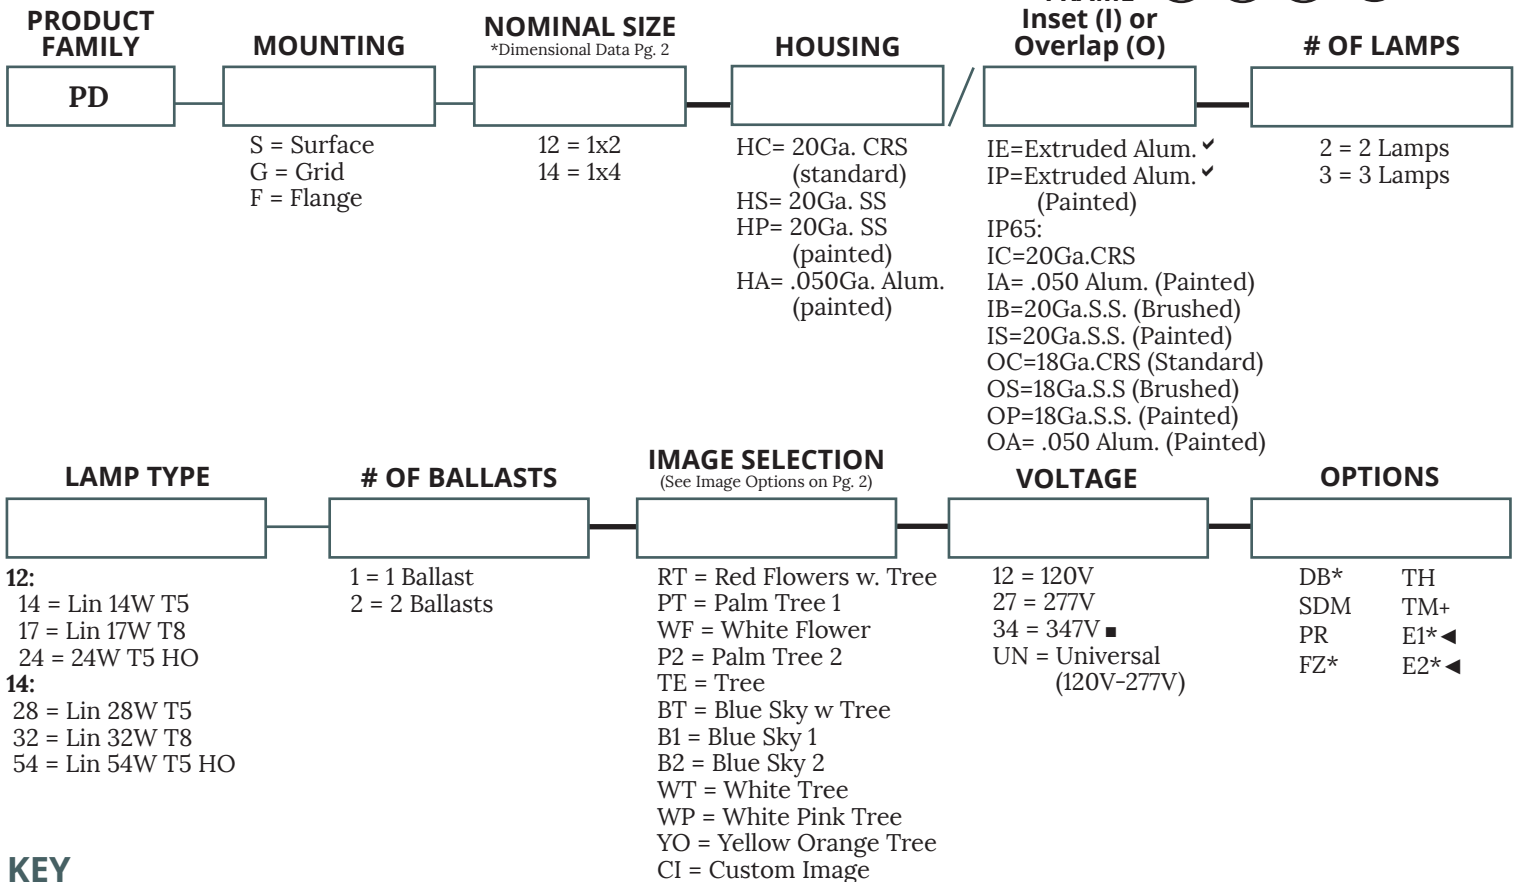 PRODUCT
FAMILY
PD
MOUNTING
S = Surface
G = Grid
F = Flange
NOMINAL SIZE
*Dimensional Data Pg. 2
12 = 1x2
14 = 1x4
HOUSING
HC= 20Ga. CRS
(standard)
HS= 20Ga. SS
HP= 20Ga. SS
(painted)
HA= .050Ga. Alum.
(painted)
/
Inset (I) or
Overlap (O)
IE=Extruded Alum. ✔
IP=Extruded Alum. ✔
(Painted)
IP65:
IC=20Ga.CRS
IA= .050 Alum. (Painted)
IB=20Ga.S.S. (Brushed)
IS=20Ga.S.S. (Painted)
OC=18Ga.CRS (Standard)
OS=18Ga.S.S (Brushed)
OP=18Ga.S.S. (Painted)
OA= .050 Alum. (Painted)
# OF LAMPS
2 = 2 Lamps
3 = 3 Lamps
LAMP TYPE
12:
14 = Lin 14W T5
17 = Lin 17W T8
24 = 24W T5 HO
14:
28 = Lin 28W T5
32 = Lin 32W T8
54 = Lin 54W T5 HO
# OF BALLASTS
1 = 1 Ballast
2 = 2 Ballasts
IMAGE SELECTION
(See Image Options on Pg. 2)
RT = Red Flowers w. Tree
PT = Palm Tree 1
WF = White Flower
P2 = Palm Tree 2
TE = Tree
BT = Blue Sky w Tree
B1 = Blue Sky 1
B2 = Blue Sky 2
WT = White Tree
WP = White Pink Tree
YO = Yellow Orange Tree
CI = Custom Image
VOLTAGE
12 = 120V
27 = 277V
34 = 347V ■
UN = Universal
(120V-277V)
OPTIONS
DB* TH
SDM TM+
PR E1*◄
FZ* E2*◄
KEY